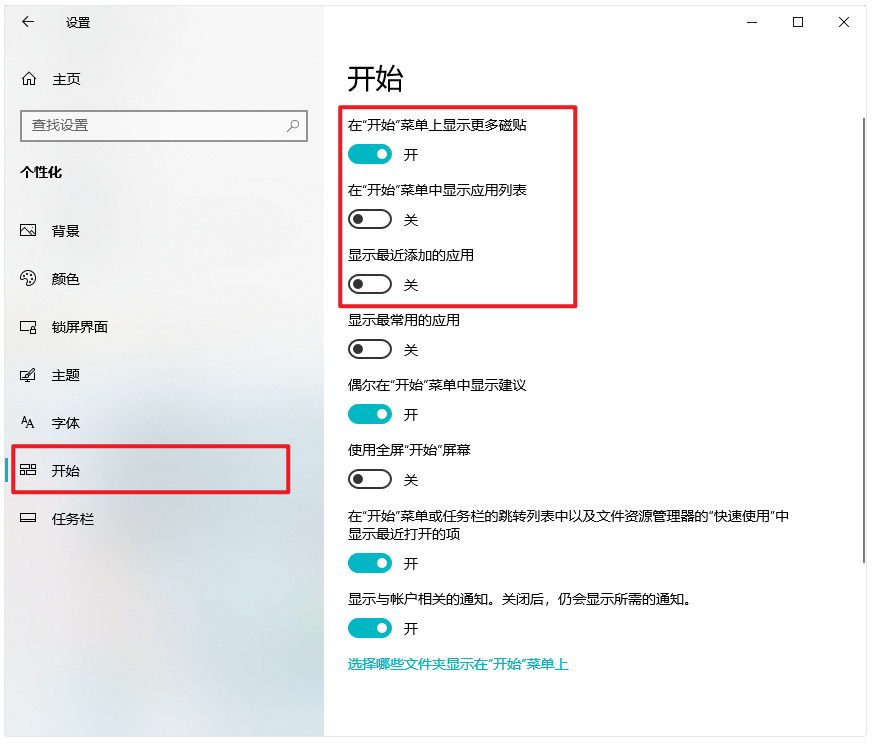 设置
主页
查找设置
个性化
背景
颜色
锁屏界面
主题
字体
开始
任务栏
开始
在“开始”菜单上显示更多磁贴
开
在“开始”菜单中显示应用列表
关
显示最近添加的应用
关
显示最常用的应用
关
偶尔在“开始”菜单中显示建议
开
使用全屏“开始”屏幕
关
在“开始”菜单或任务栏的跳转列表中以及文件资源管理器的“快速使用”中
显示最近打开的项
开
显示与帐户相关的通知。关闭后，仍会显示所需的通知。
开
选择哪些文件夹显示在“开始”菜单上